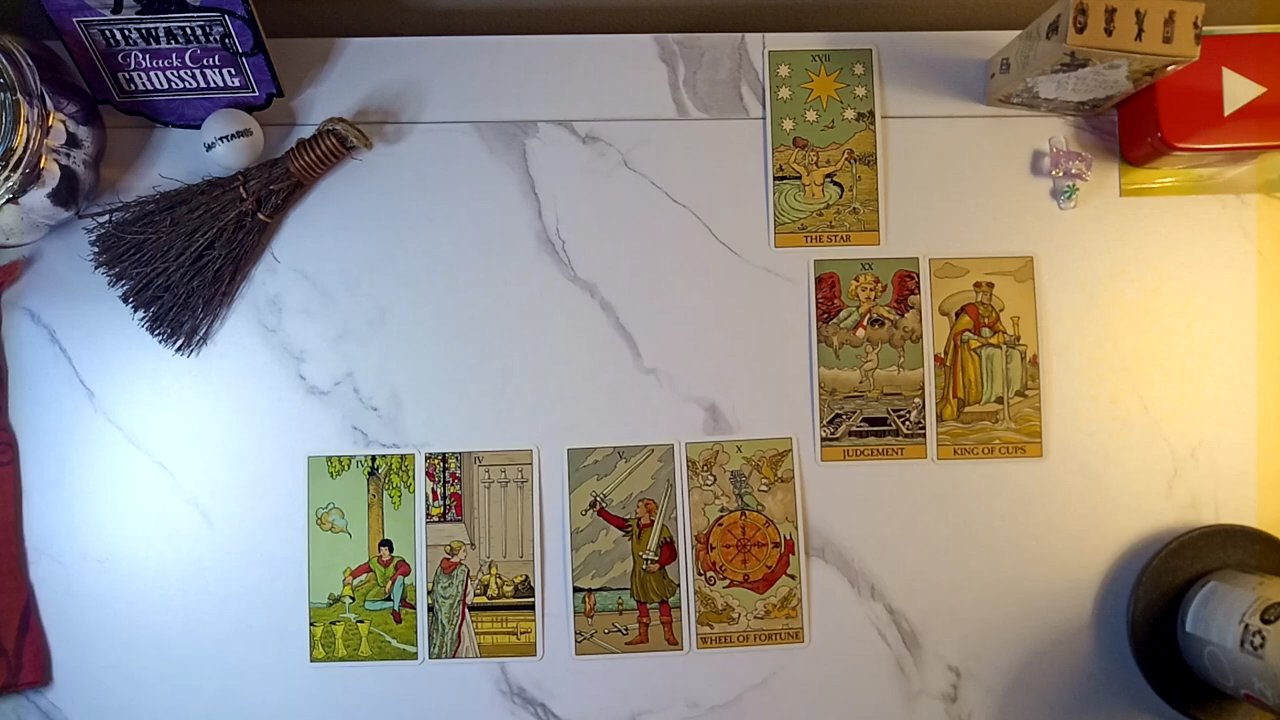 BEWARE
Black Cat
CROSSING
XVII
THE STAR
XX
JUDGEMENT
KING OF CUPS
IV
IV
V
X
WHEEL OF FORTUNE